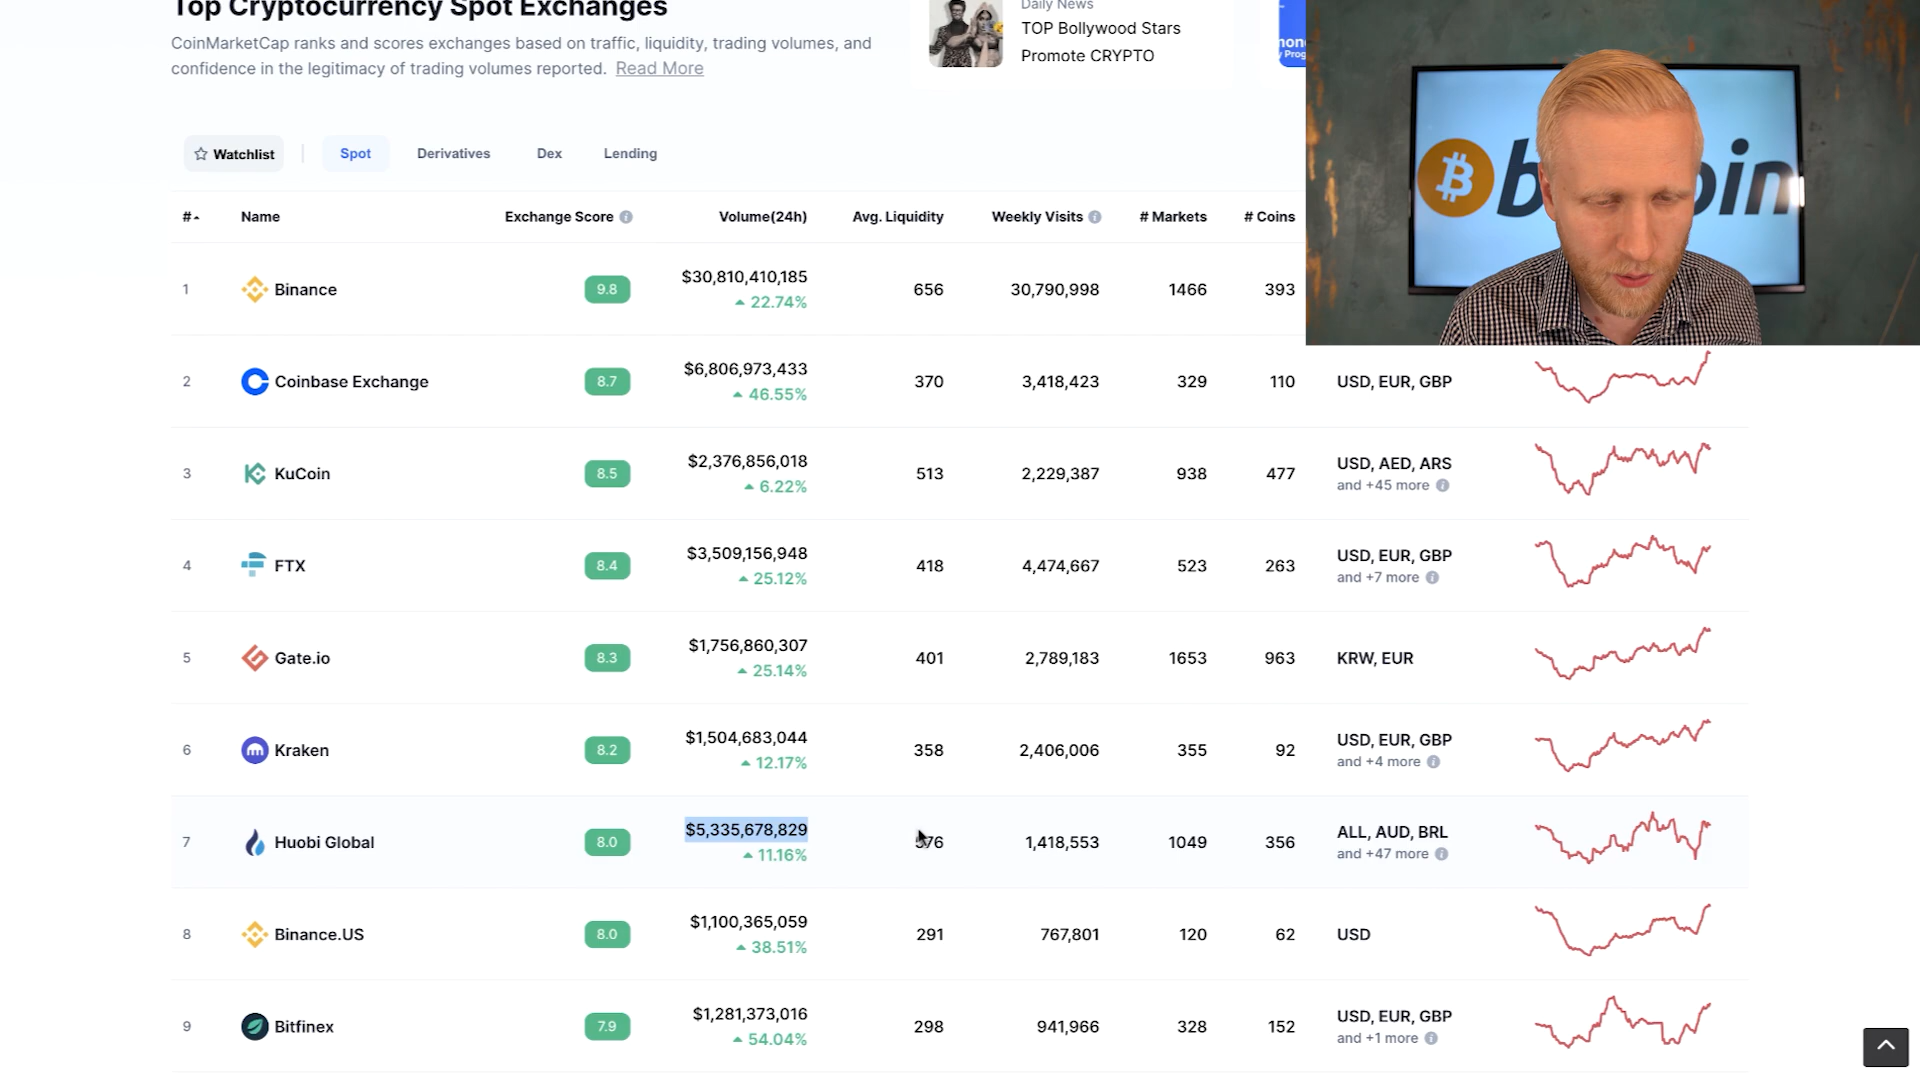 Top Cryptocurrency Spot Exchanges
CoinMarketCap ranks and scores exchanges based on traffic, liquidity, trading volumes, and
confidence in the legitimacy of trading volumes reported. Read More
Daily News
TOP Bollywood Stars
Promote CRYPTO
Watchlist | Spot Derivatives Dex Lending
# Name Exchange Score Volume(24h) Avg. Liquidity Weekly Visits # Markets # Coins
1 Binance 9.8 $30,810,410,185 656 30,790,998 1466 393
22.74%
2 Coinbase Exchange 8.7 $6,806,973,433 370 3,418,423 329 110 USD, EUR, GBP
46.55%
3 KuCoin 8.5 $2,376,856,018 513 2,229,387 938 477 USD, AED, ARS
6.22% and +45 more
4 FTX 8.4 $3,509,156,948 418 4,474,667 523 263 USD, EUR, GBP
25.12% and +7 more
5 Gate.io 8.3 $1,756,860,307 401 2,789,183 1653 963 KRW, EUR
25.14%
6 Kraken 8.2 $1,504,683,044 358 2,406,006 355 92 USD, EUR, GBP
12.17% and +4 more
7 Huobi Global 8.0 $5,335,678,829 1,418,553 1049 356 ALL, AUD, BRL
11.16% and +47 more
8 Binance.US 8.0 $1,100,365,059 291 767,801 120 62 USD
38.51%
9 Bitfinex 7.9 $1,281,373,016 298 941,966 328 152 USD, EUR, GBP
54.04% and +1 more